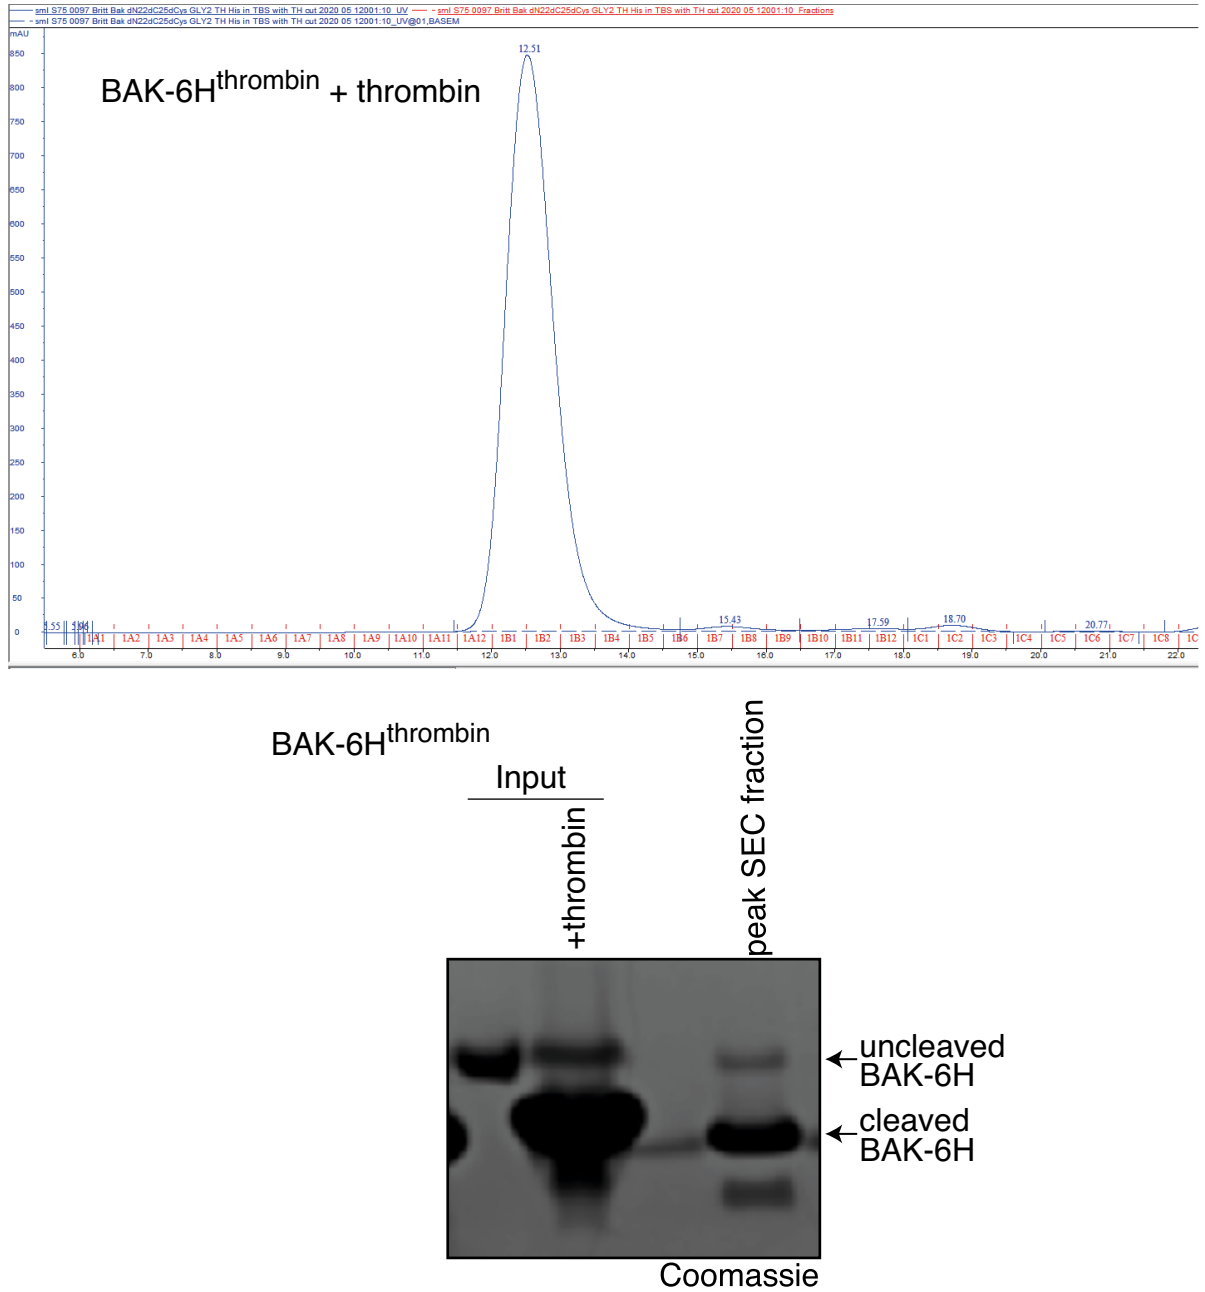 sml S75 0097 Britt Bak dN22dC25dCys GLY2 TH His in TBS with TH cut 2020 05 12001:10_UV sml S75 0097 Britt Bak dN22dC25dCys GLY2 TH His in TBS with TH cut 2020 05 12001:10_Fractions
sml S75 0097 Britt Bak dN22dC25dCys GLY2 TH His in TBS with TH cut 2020 05 12001:10_UV@01,BASEM
mAU
12.51
850
BAK-6Hthrombin + thrombin
800
750
700
650
600
550
500
450
400
350
300
250
200
150
100
50
5.96 15.43 17.59 18.70 20.77
0
1A1 1A2 1A3 1A4 1A5 1A6 1A7 1A8 1A9 1A10 1A11 1A12 1B1 1B2 1B3 1B4 1B5 1B6 1B7 1B8 1B9 1B10 1B11 1B12 1C1 1C2 1C3 1C4 1C5 1C6 1C7 1C8
6.0 7.0 8.0 9.0 10.0 11.0 12.0 13.0 14.0 15.0 16.0 17.0 18.0 19.0 20.0 21.0 22.0
BAK-6Hthrombin
Input
+thrombin
peak SEC fraction
uncleaved
BAK-6H
cleaved
BAK-6H
Coomassie